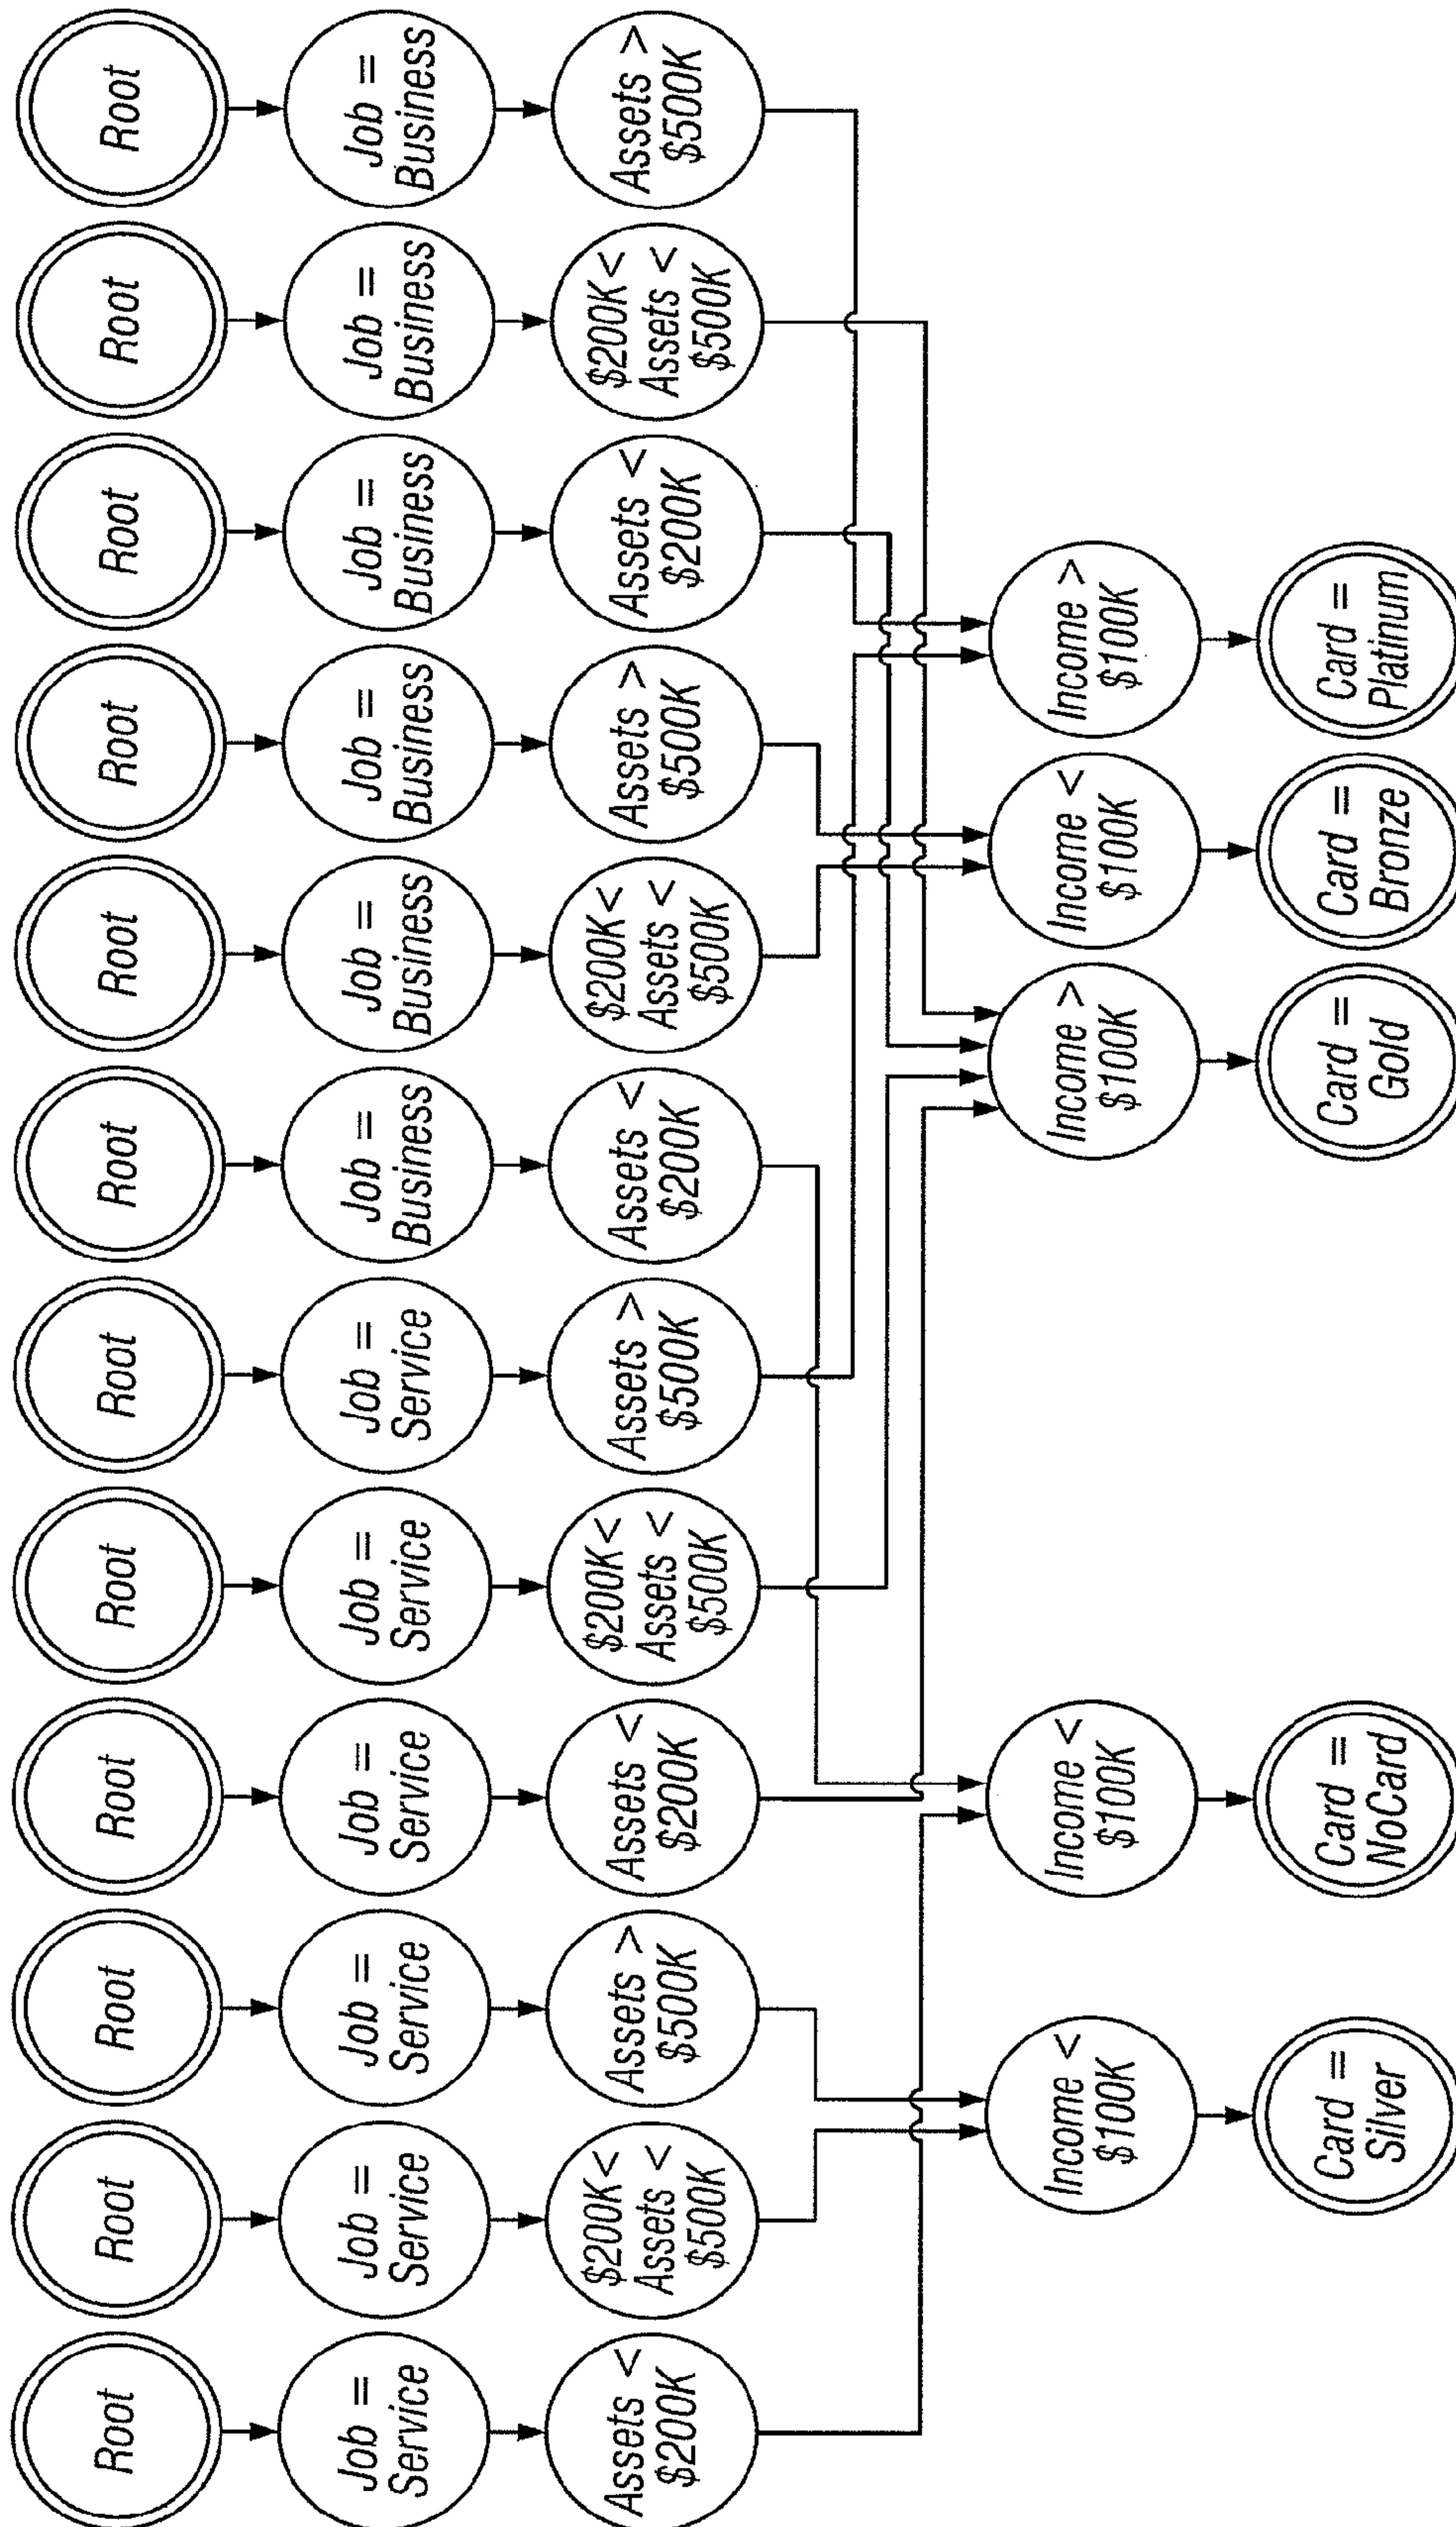 Root
Root
Root
Root
Root
Root
Root
Root
Root
Root
Root
Root
Job =
Service
Job =
Service
Job =
Service
Job =
Service
Job =
Service
Job =
Service
Job =
Business
Job =
Business
Job =
Business
Job =
Business
Job =
Business
Job =
Business
Assets <
$200K
$200K<
Assets <
$500K
Assets >
$500K
Assets <
$200K
$200K<
Assets <
$500K
Assets >
$500K
Assets <
$200K
$200K<
Assets <
$500K
Assets >
$500K
Assets <
$200K
$200K<
Assets <
$500K
Assets >
$500K
Income <
$100K
Income <
$100K
Income >
$100K
Income <
$100K
Income >
$100K
Card =
Silver
Card =
NoCard
Card =
Gold
Card =
Bronze
Card =
Platinum